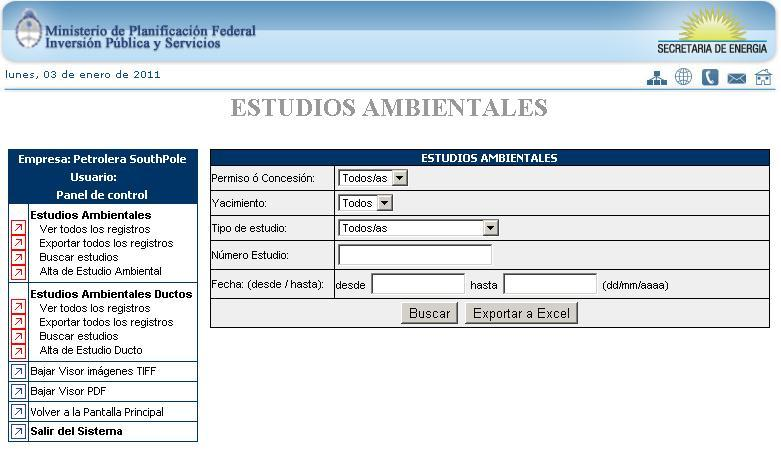 Ministerio de Planificación Federal
Inversión Pública y Servicios
SECRETARIA DE ENERGIA
lunes, 03 de enero de 2011
ESTUDIOS AMBIENTALES
Empresa: Petrolera SouthPole
Usuario:
Panel de control
Estudios Ambientales
Ver todos los registros
Exportar todos los registros
Buscar estudios
Alta de Estudio Ambiental
Estudios Ambientales Ductos
Ver todos los registros
Exportar todos los registros
Buscar estudios
Alta de Estudio Ducto
Bajar Visor imágenes TIFF
Bajar Visor PDF
Volver a la Pantalla Principal
Salir del Sistema
ESTUDIOS AMBIENTALES
Permiso ó Concesión: Todos/as
Yacimiento: Todos
Tipo de estudio: Todos/as
Número Estudio:
Fecha: (desde / hasta): desde hasta (dd/mm/aaaa)
Buscar Exportar a Excel